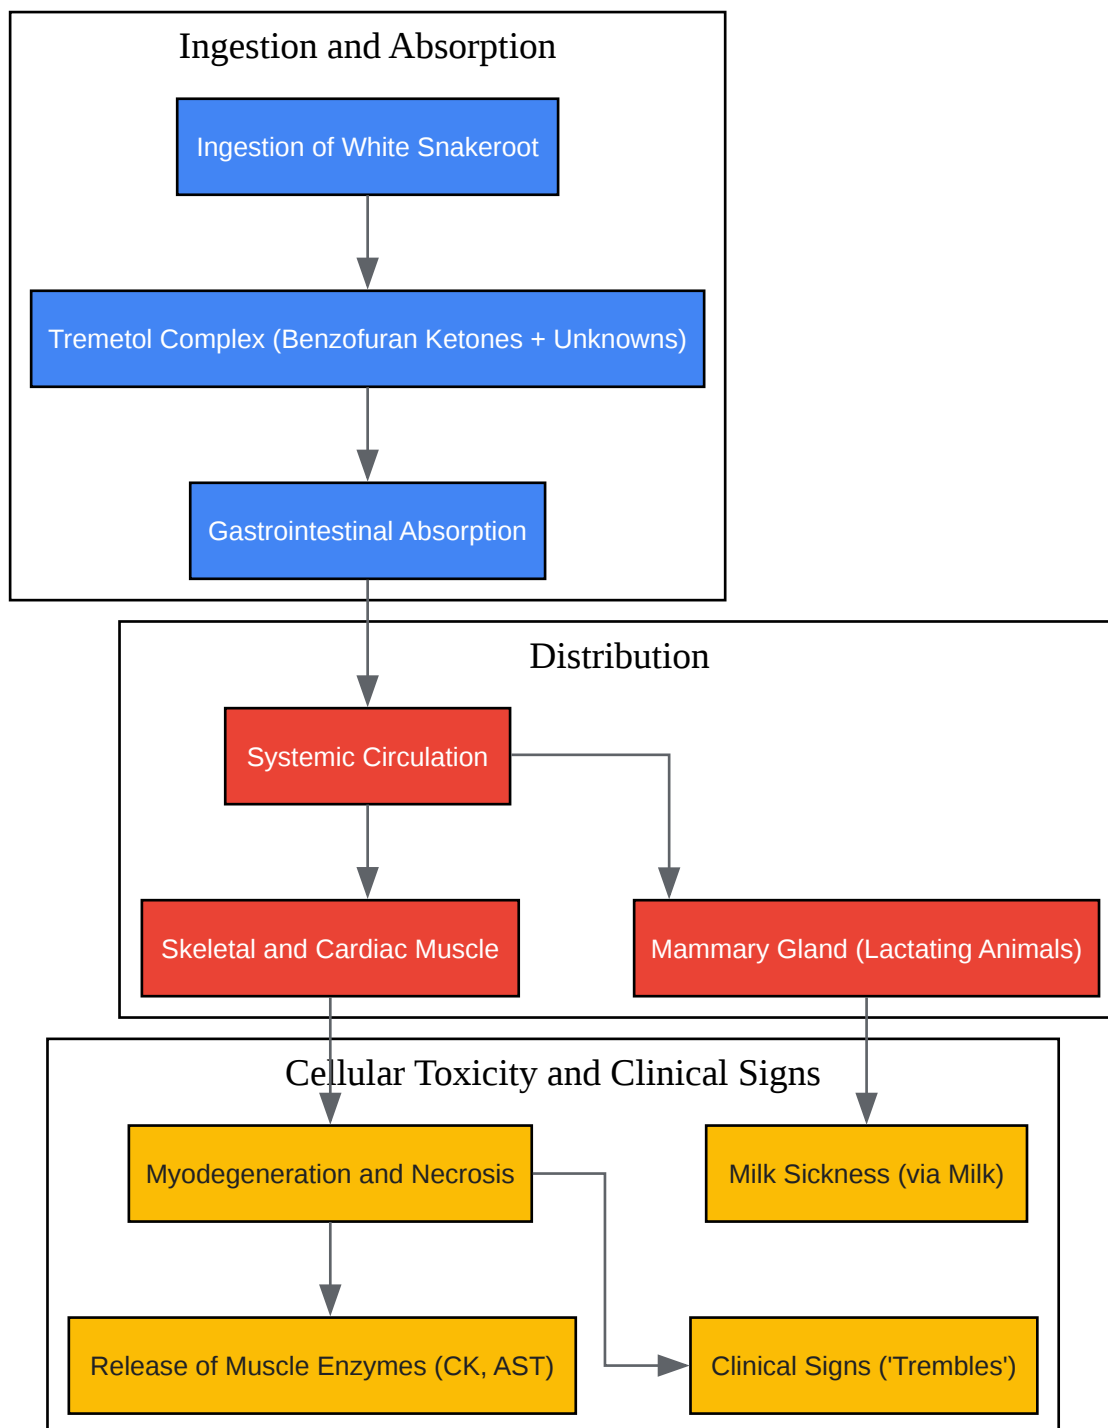 Ingestion and Absorption
Ingestion of White Snakeroot
Tremetol Complex (Benzofuran Ketones + Unknowns)
Gastrointestinal Absorption
Distribution
Systemic Circulation
Skeletal and Cardiac Muscle
Mammary Gland (Lactating Animals)
Cellular Toxicity and Clinical Signs
Myodegeneration and Necrosis
Milk Sickness (via Milk)
Release of Muscle Enzymes (CK, AST)
Clinical Signs ('Trembles')